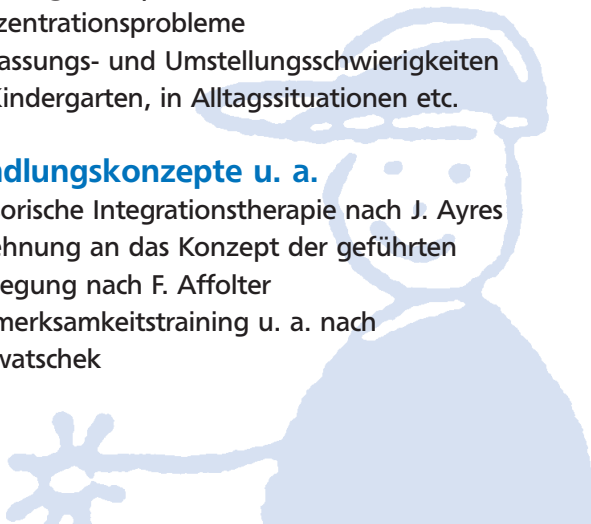 zentrationsprobleme
assungs- und Umstellungsschwierigkeiten
Kindergarten, in Alltagssituationen etc.
ndlungskonzepte u. a.
orische Integrationstherapie nach J. Ayres
ehnung an das Konzept der geführten
egung nach F. Affolter
merksamkeitstraining u. a. nach
watschek